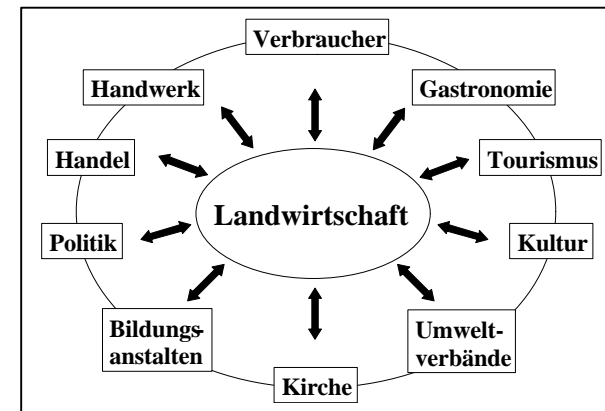 Verbraucher
Handwerk
Gastronomie
Handel
Tourismus
Landwirtschaft
Politik
Kultur
Bildungs-
anstalten
Umwelt-
verbände
Kirche